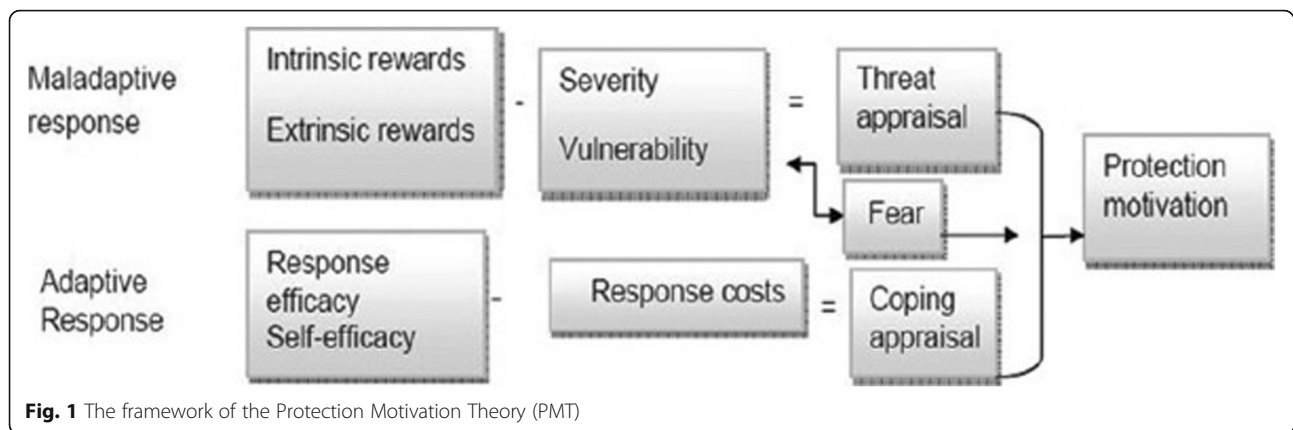 Maladaptive
response
Intrinsic rewards
Extrinsic rewards
-
Severity
Vulnerability
=
Threat
appraisal
Fear
Protection
motivation
Adaptive
Response
Response
efficacy
Self-efficacy
-
Response costs
=
Coping
appraisal
Fig. 1 The framework of the Protection Motivation Theory (PMT)